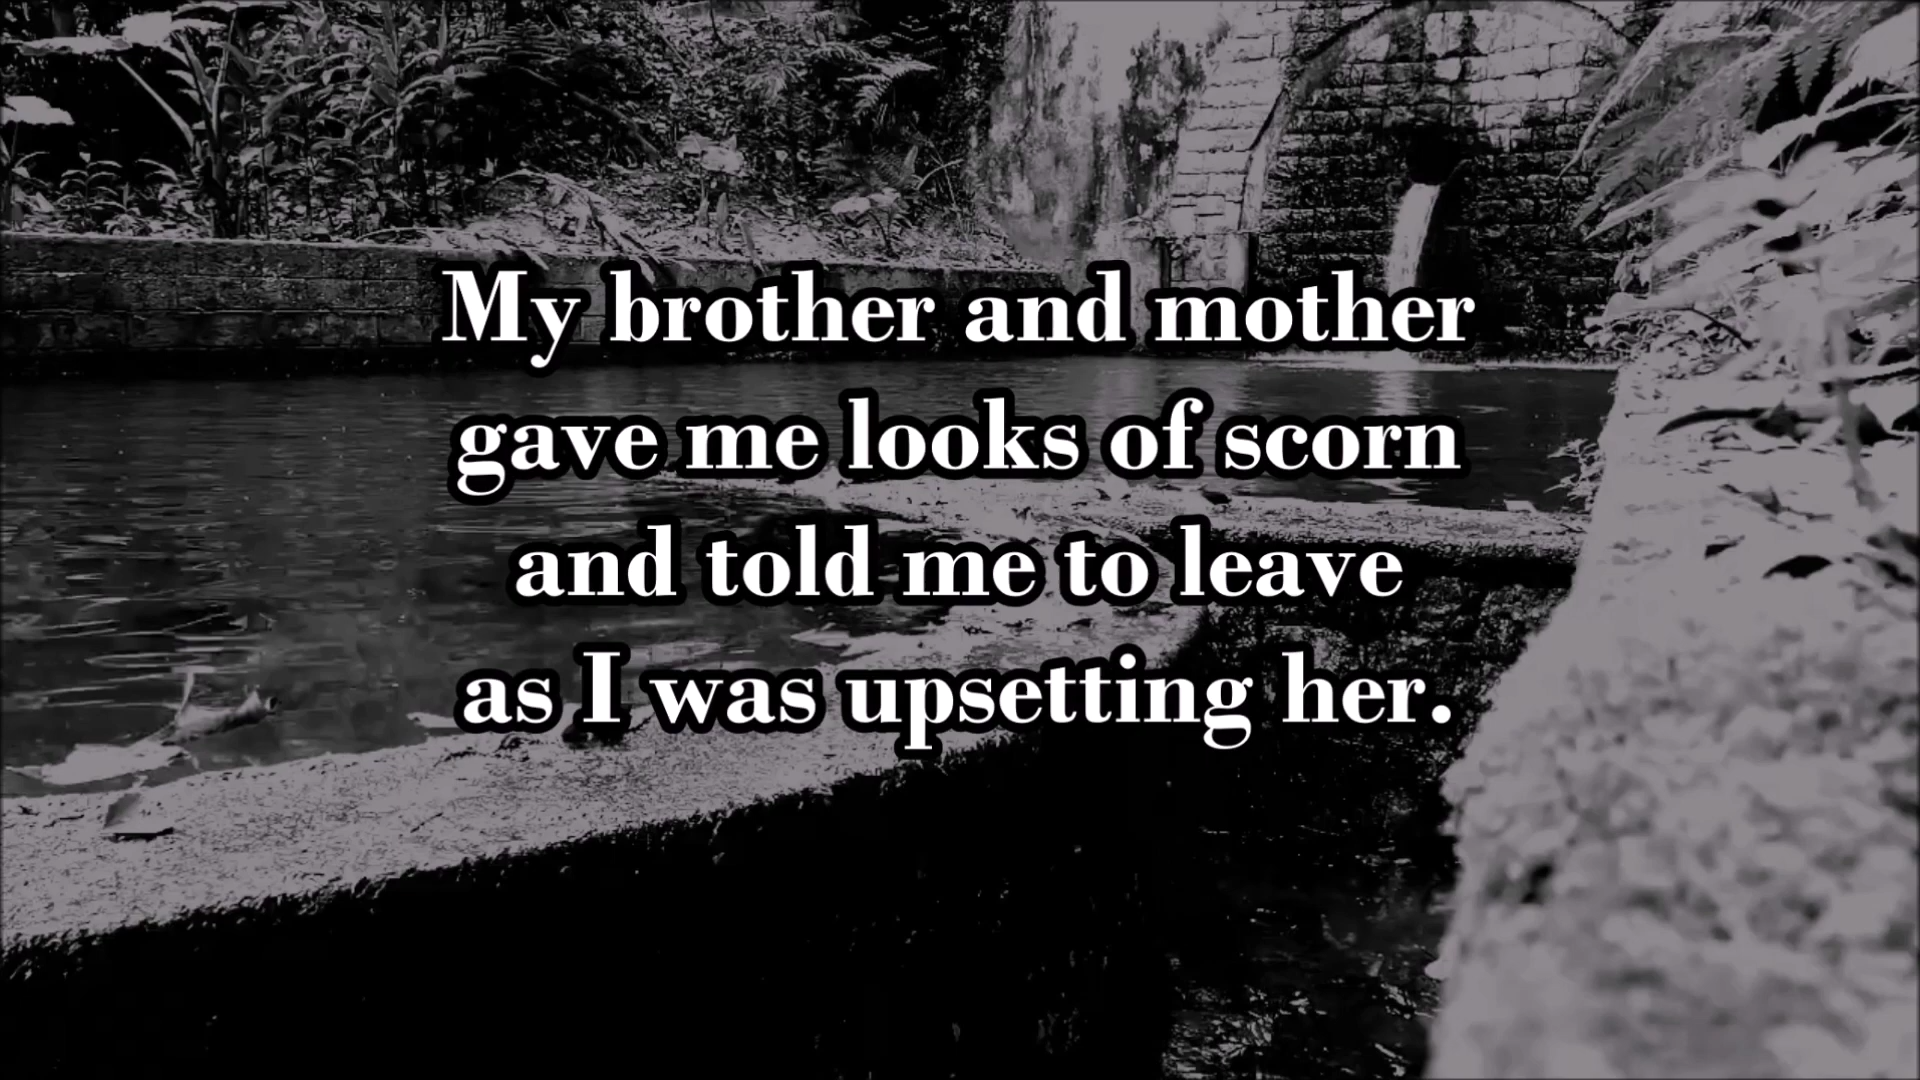 My brother and mother
gave me looks of scorn
and told me to leave
as I was upsetting her.